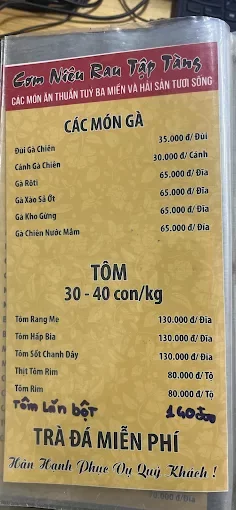 Cơm Niêu Rau Tập Tàng
CÁC MÓN ĂN THUẦN TUÝ BA MIỀN VÀ HẢI SẢN TƯƠI SỐNG
CÁC MÓN GÀ
Đùi Gà Chiên 35.000 đ/ Đùi
Cánh Gà Chiên 30.000 đ/ Cánh
Gà Rôti 65.000 đ/ Đĩa
Gà Xào Sả Ớt 65.000 đ/ Đĩa
Gà Kho Gừng 65.000 đ/ Đĩa
Gà Chiên Nước Mắm 65.000 đ/ Đĩa
TÔM
30 - 40 con/kg
Tôm Rang Me 130.000 đ/ Đĩa
Tôm Hấp Bia 130.000 đ/ Đĩa
Tôm Sốt Chanh Dây 130.000 đ/ Đĩa
Thịt Tôm Rim 80.000 đ/ Tộ
Tôm Rim 80.000 đ/ Tộ
Tôm Lăn bột 140
TRÀ ĐÁ MIỄN PHÍ
Hân Hạnh Phục Vụ Quý Khách !